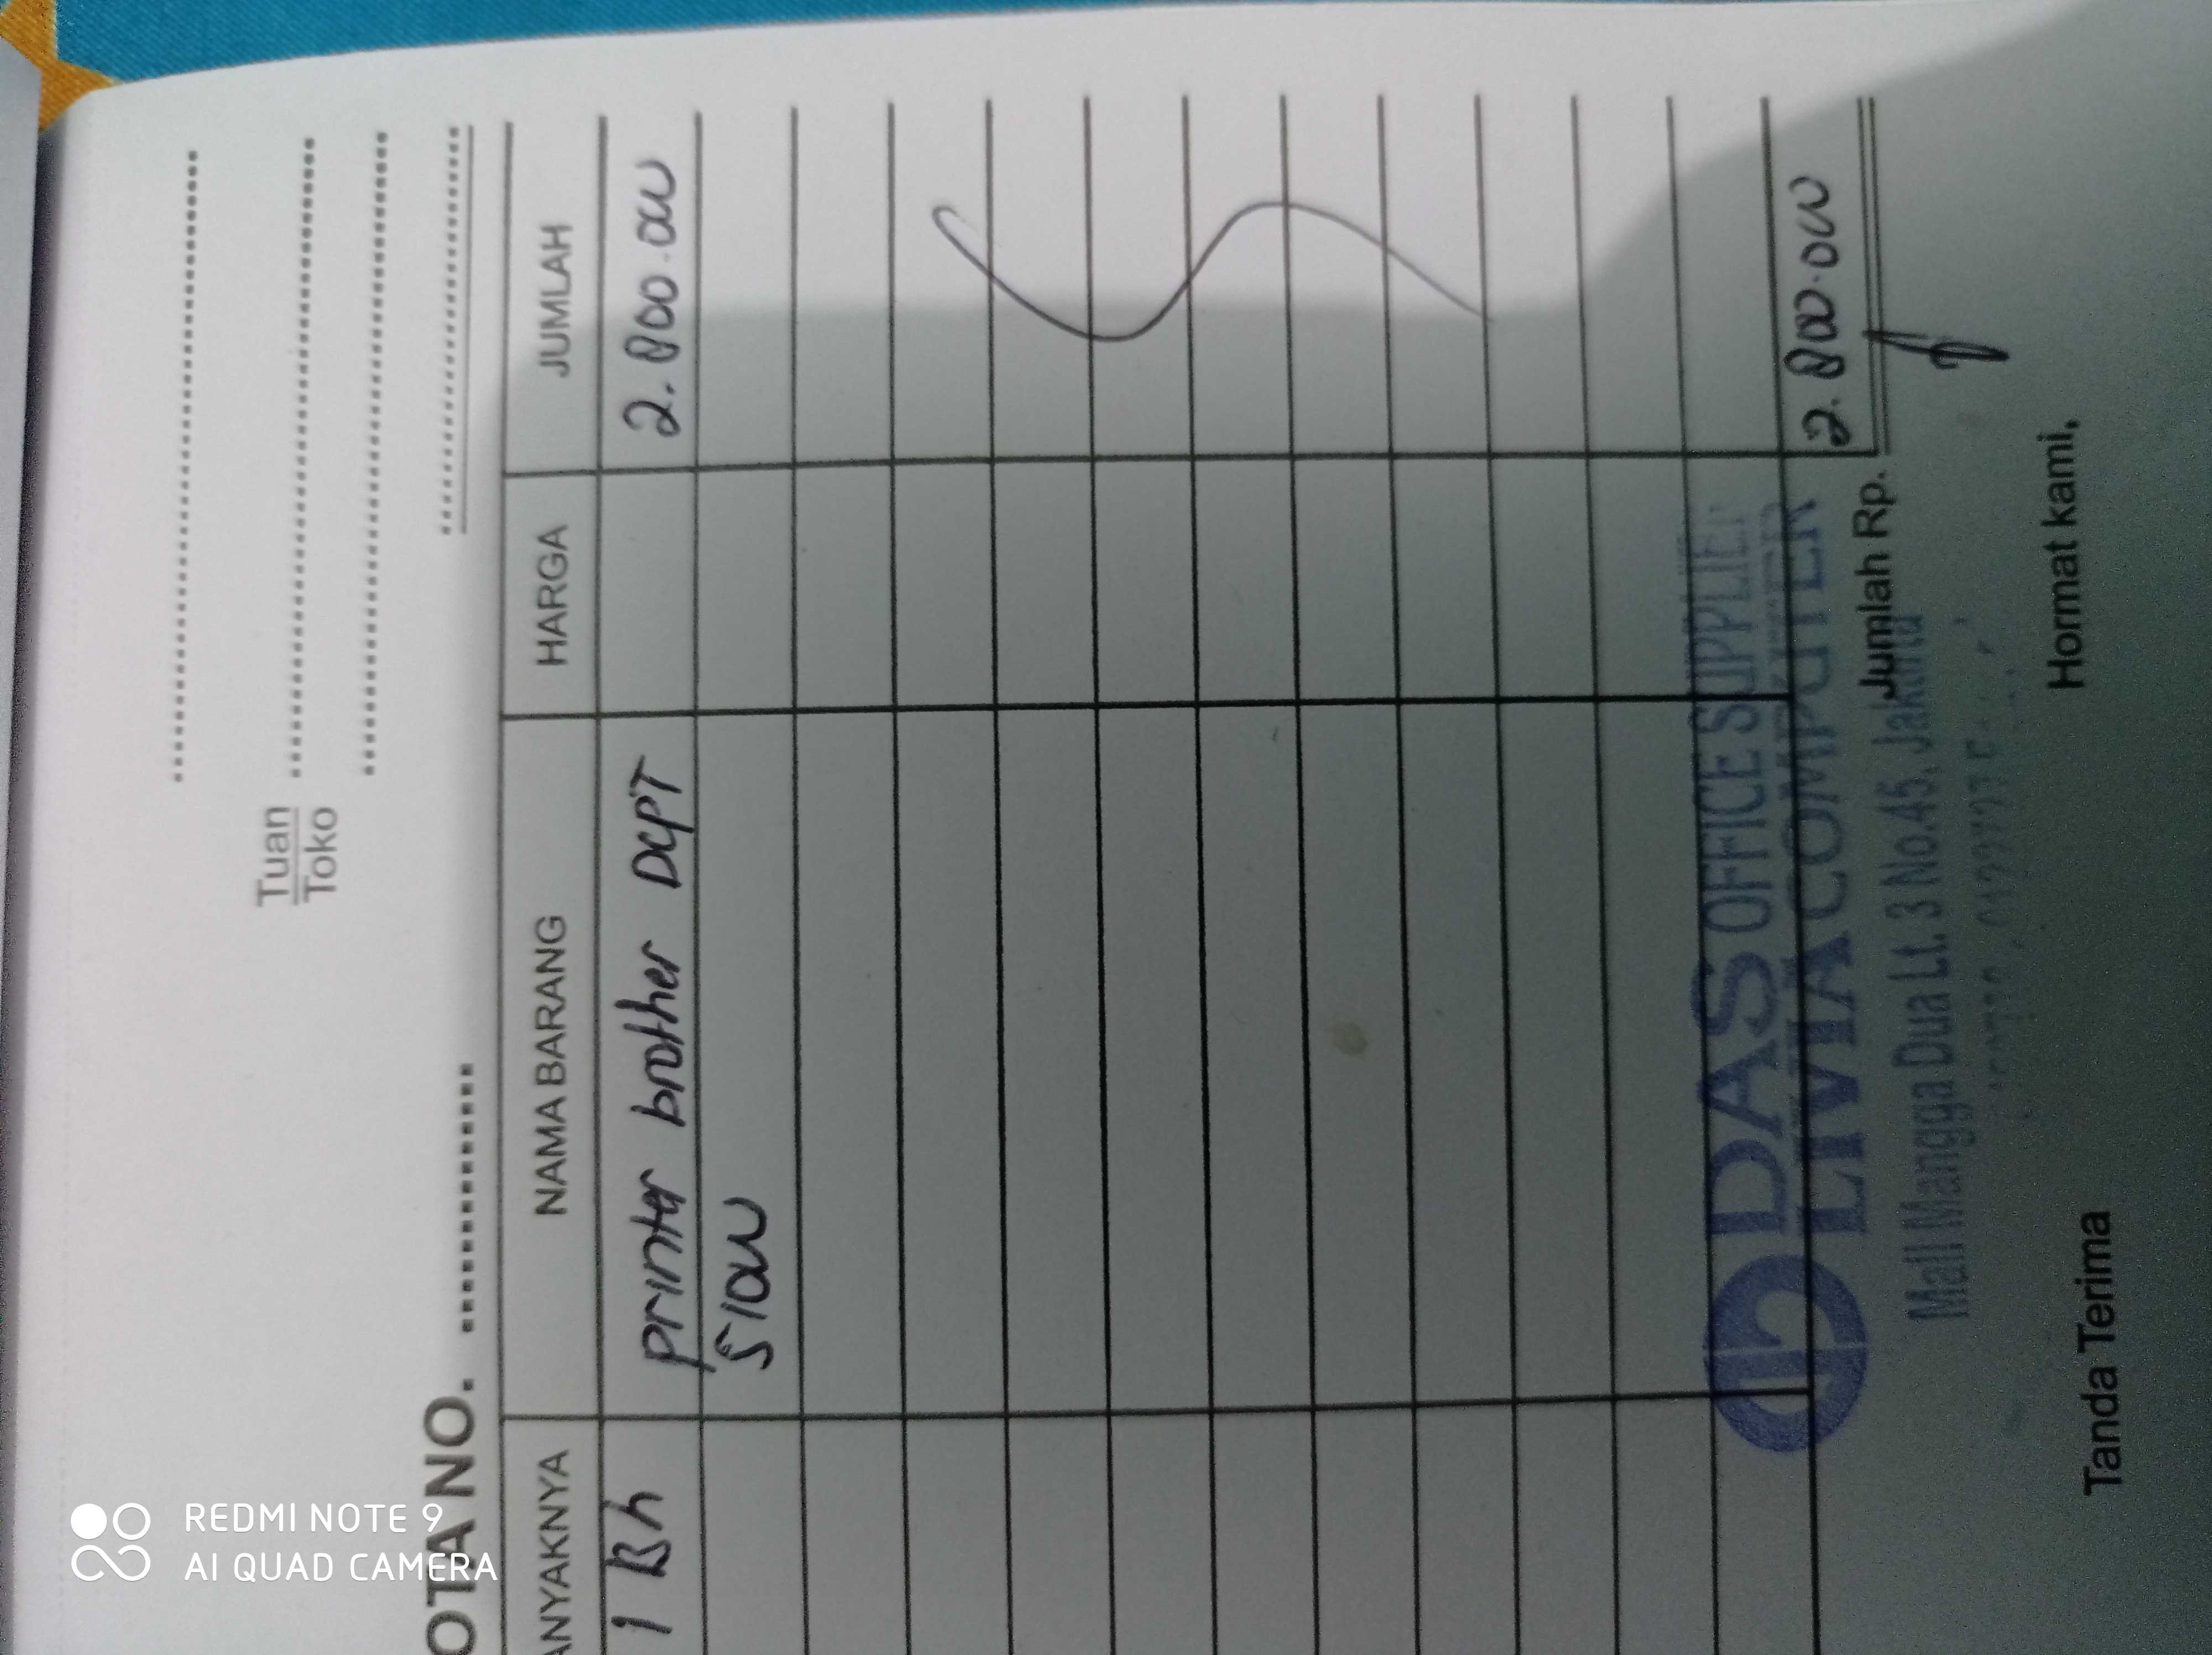 Tuan
Toko
OTA NO.
ANYAKNYA NAMA BARANG HARGA JUMLAH
1 Bh printer brother DCPT 2.800.000
510W
DAS OFFICE SUPPLIER
LIVIA COMPUTER
Jumlah Rp. 2.800.000
Mall Mangga Dua Lt. 3 No.45, Jakarta
Tanda Terima Hormat kami,
REDMI NOTE 9
AI QUAD CAMERA